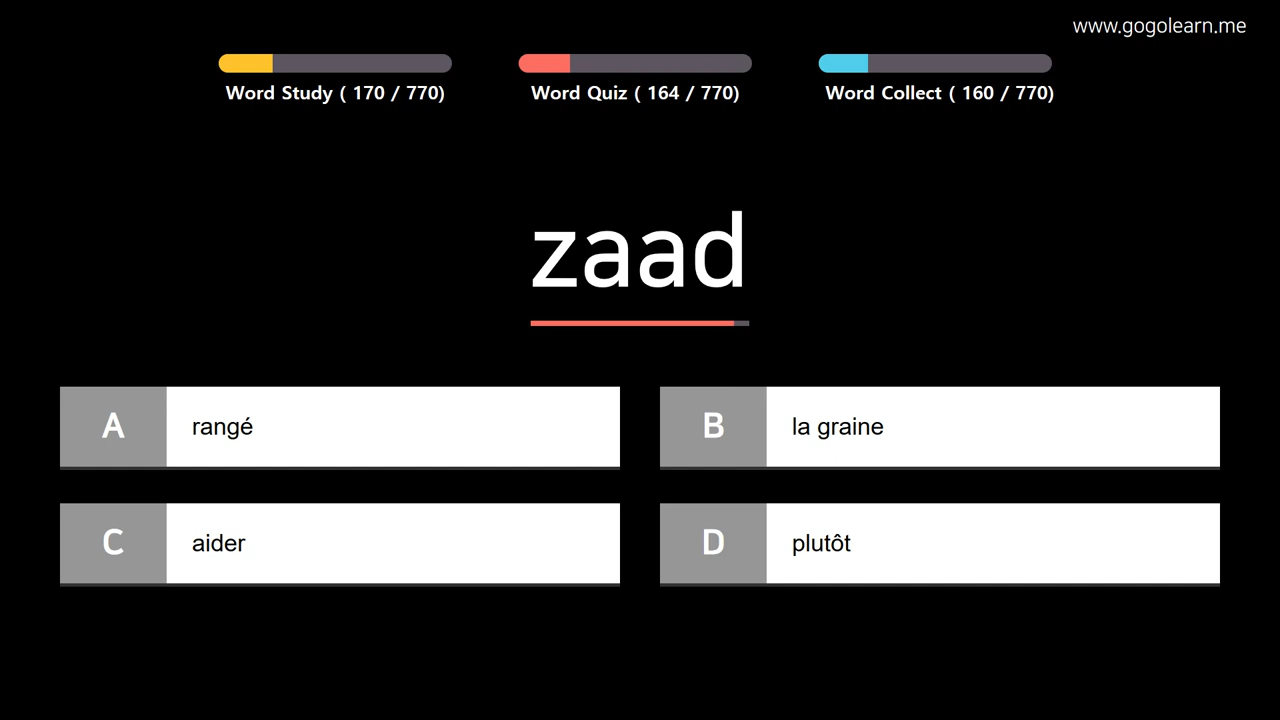 www.gogolearn.me
Word Study ( 170 / 770)
Word Quiz ( 164 / 770)
Word Collect ( 160 / 770)
zaad
A rangé
B la graine
C aider
D plutôt